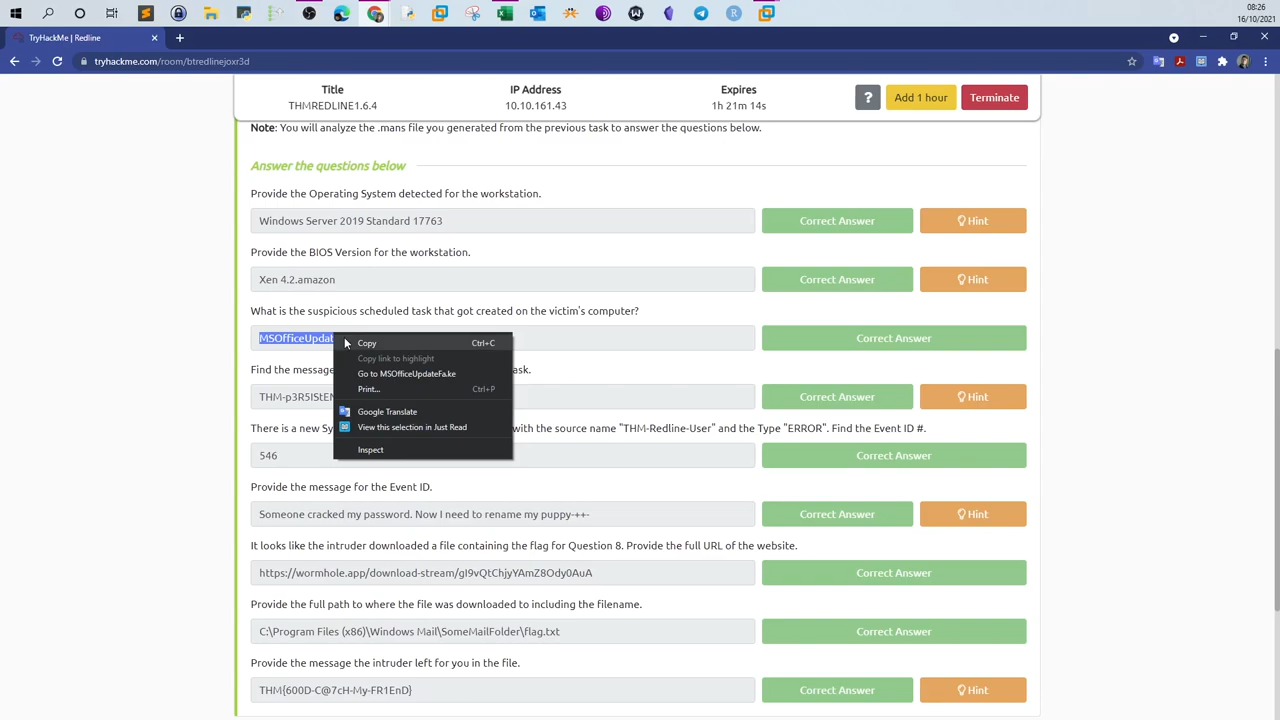 08:26
16/10/2021
TryHackMe | Redline
tryhackme.com/room/btredlinejoxr3d
Title
THMREDLINE1.6.4
IP Address
10.10.161.43
Expires
1h 21m 14s
?
Add 1 hour
Terminate
Note: You will analyze the .mans file you generated from the previous task to answer the questions below.
Answer the questions below
Provide the Operating System detected for the workstation.
Windows Server 2019 Standard 17763
Correct Answer
Hint
Provide the BIOS Version for the workstation.
Xen 4.2.amazon
Correct Answer
Hint
What is the suspicious scheduled task that got created on the victim's computer?
MSOfficeUpdat
Correct Answer
Copy Ctrl+C
Copy link to highlight
Go to MSOfficeUpdateFa.ke
Print... Ctrl+P
Google Translate
View this selection in Just Read
Inspect
Find the message
sk.
THM-p3R5IStE
Correct Answer
Hint
There is a new Sy
with the source name "THM-Redline-User" and the Type "ERROR". Find the Event ID #.
546
Correct Answer
Provide the message for the Event ID.
Someone cracked my password. Now I need to rename my puppy-++-
Correct Answer
Hint
It looks like the intruder downloaded a file containing the flag for Question 8. Provide the full URL of the website.
https://wormhole.app/download-stream/gI9vQtChjyYAmZ8Ody0AuA
Correct Answer
Provide the full path to where the file was downloaded to including the filename.
C:\Program Files (x86)\Windows Mail\SomeMailFolder\flag.txt
Correct Answer
Provide the message the intruder left for you in the file.
THM{600D-C@7cH-My-FR1EnD}
Correct Answer
Hint